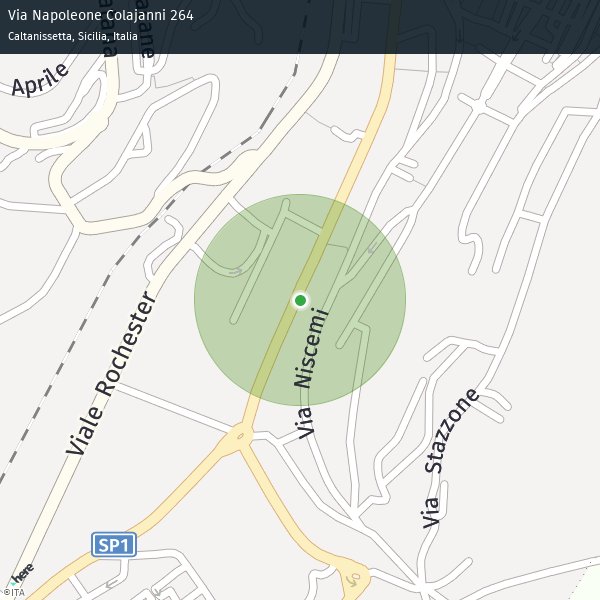 Via Napoleone Colajanni 264
Caltanissetta, Sicilia, Italia
Aprile
Viale Rochester
Via Niscemi
Via Stazzone
SP1
here
©ITA